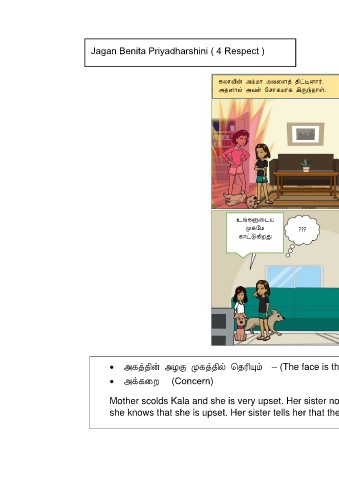 Jagan Benita Priyadharshini ( 4 Respect )
கலாவின் அம்மா அவளைத் திட்டினார்.
அதனால் அவள் சோகமாக இருந்தாள்.
உங்களுடைய
முகமே
காட்டுகிறது
???
• அகத்தின் அழகு முகத்தில் தெரியும் – (The face is th
• அக்கறை (Concern)
Mother scolds Kala and she is very upset. Her sister no
she knows that she is upset. Her sister tells her that the